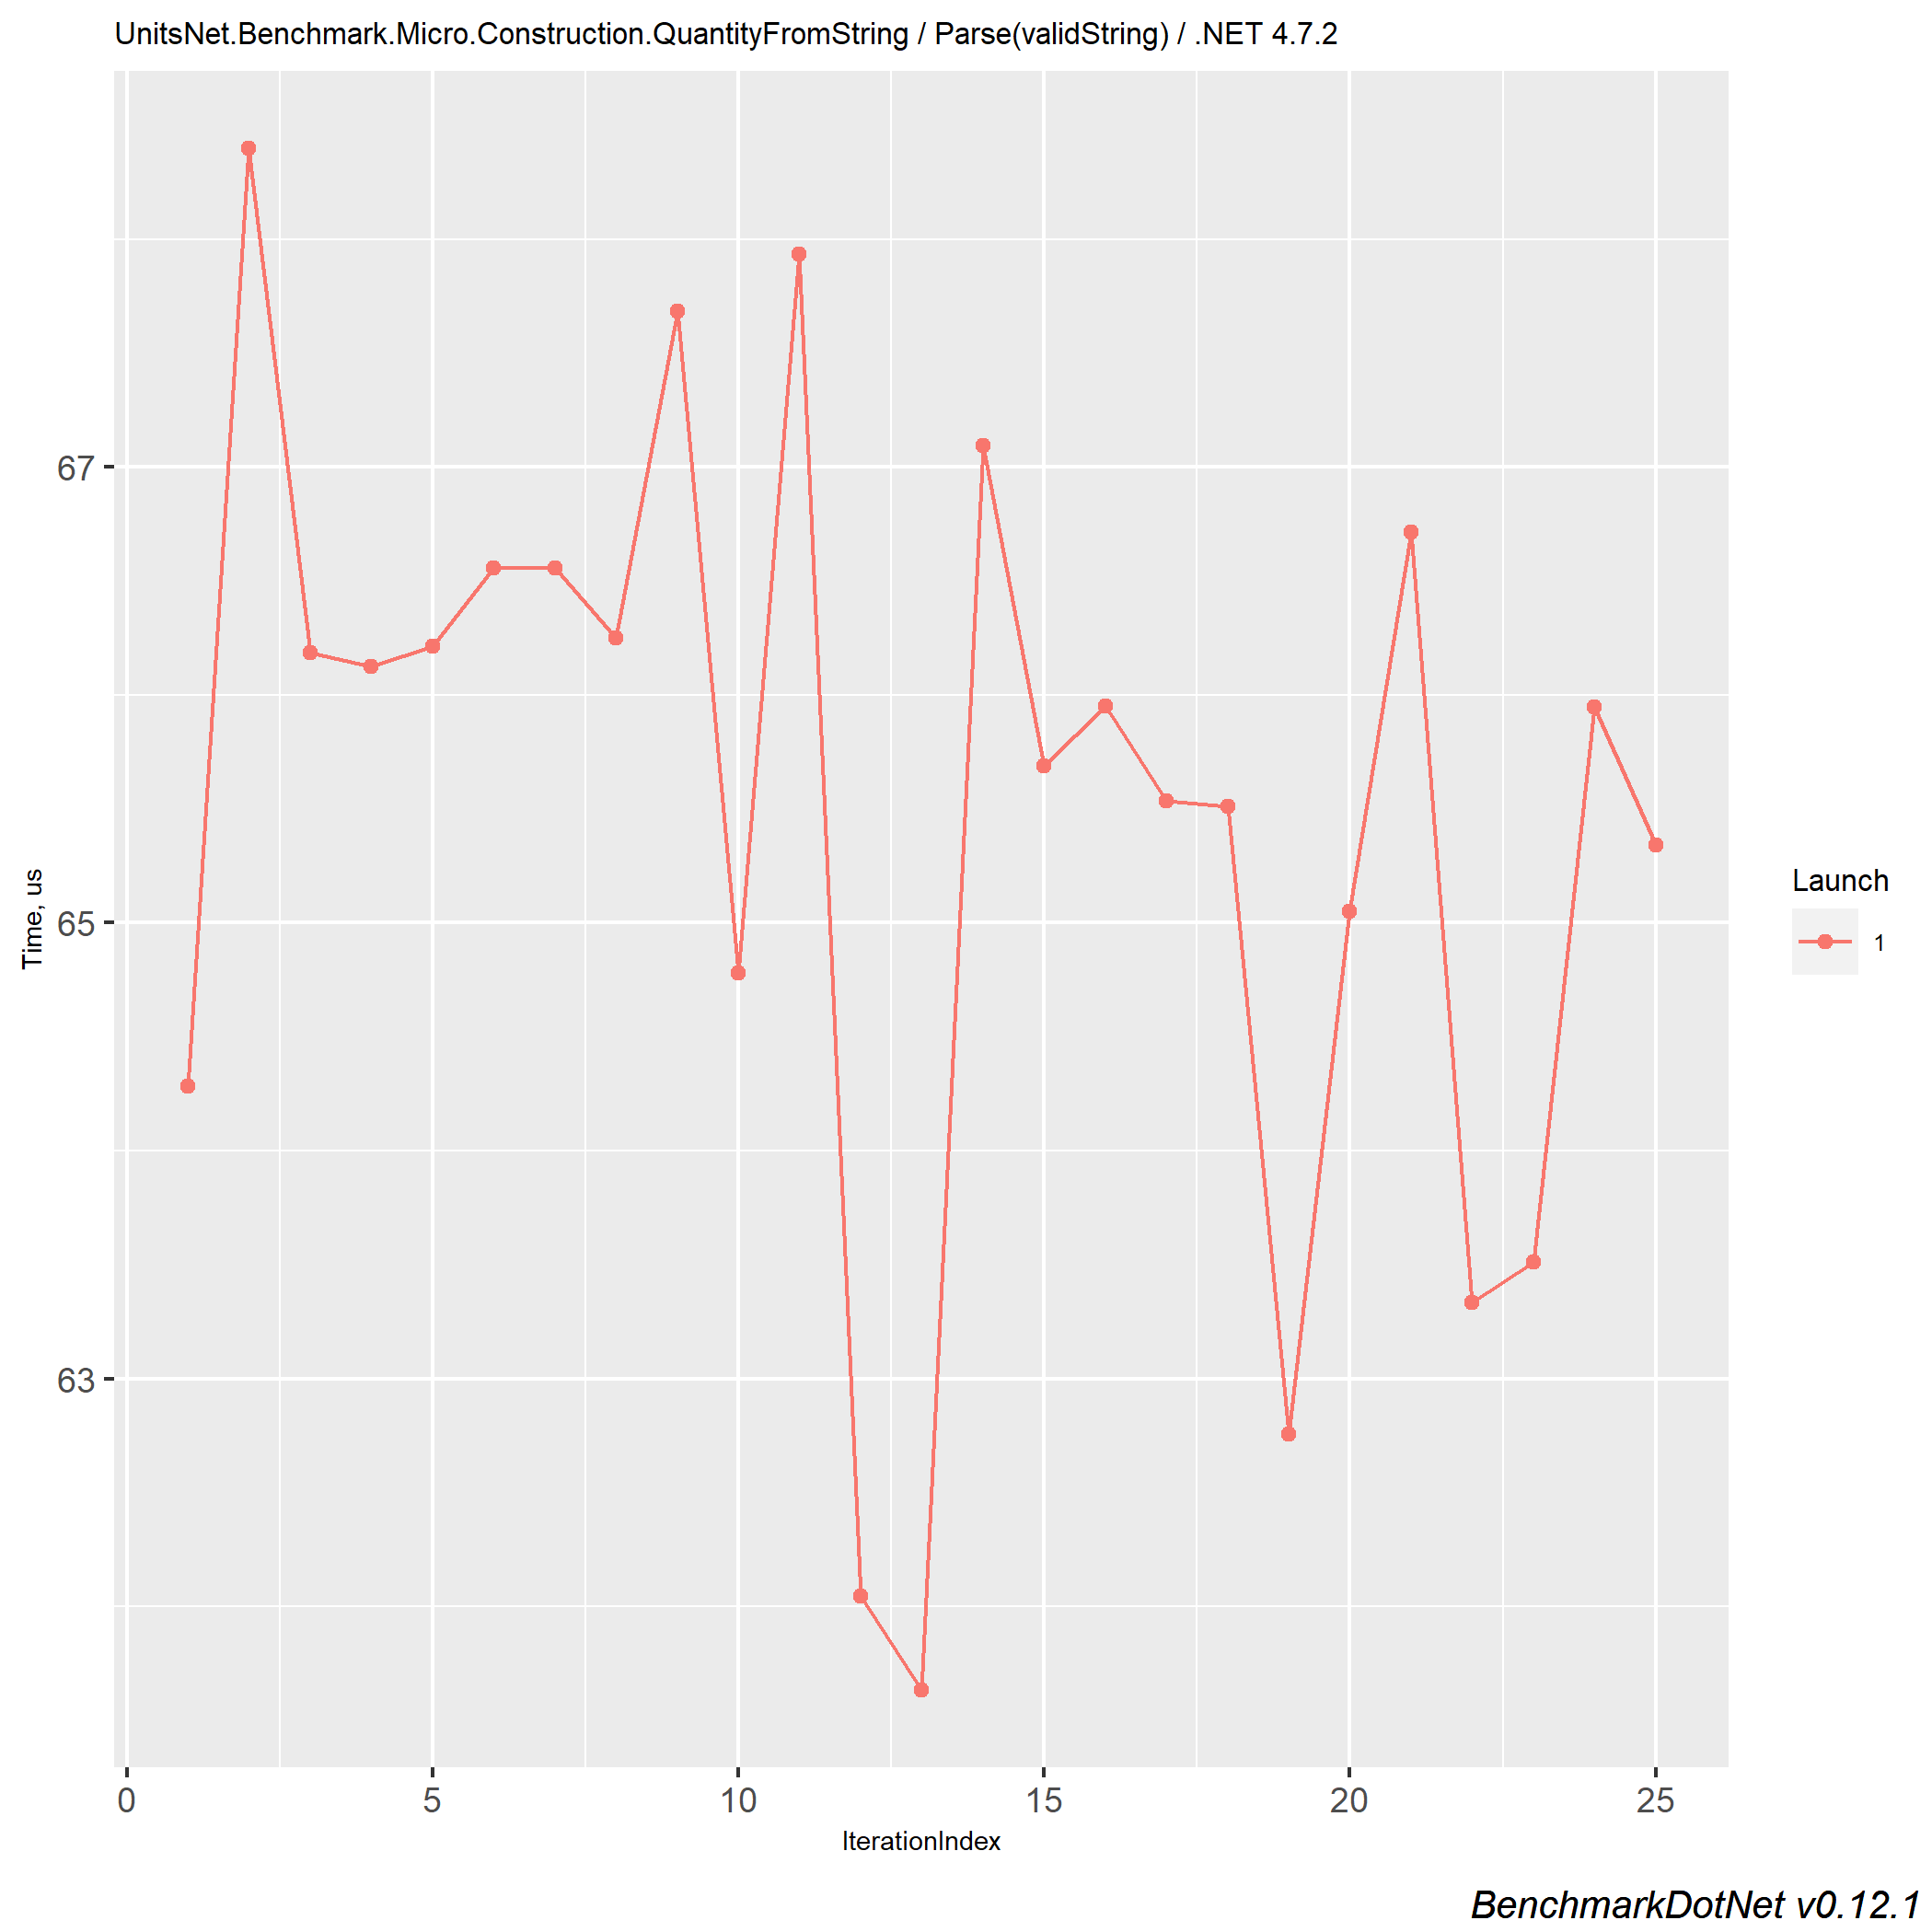 UnitsNet.Benchmark.Micro.Construction.QuantityFromString / Parse(validString) / .NET 4.7.2
67
65
63
Time, us
0 5 10 15 20 25
IterationIndex
Launch
1
BenchmarkDotNet v0.12.1